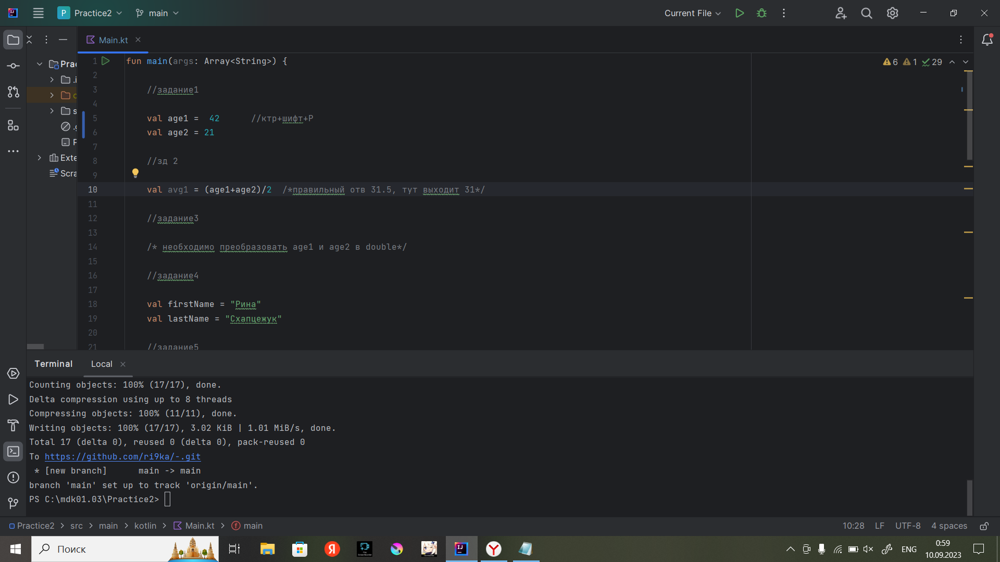 P Practice2 main Current File
Main.kt
Prac
.i
o
s
.g
P
Exte
Scra
6 1 29
1 fun main(args: Array<String>) {
2
3 //задание1
4
5 val age1 =  42      //ктр+шифт+P
6 val age2 = 21
7
8 //зд 2
9
10 val avg1 = (age1+age2)/2  /*правильный отв 31.5, тут выходит 31*/
11
12 //задание3
13
14 /* необходимо преобразовать age1 и age2 в double*/
15
16 //задание4
17
18 val firstName = "Рина"
19 val lastName = "Схапцежук"
20
21 //задание5
Terminal Local
Counting objects: 100% (17/17), done.
Delta compression using up to 8 threads
Compressing objects: 100% (11/11), done.
Writing objects: 100% (17/17), 3.02 KiB | 1.01 MiB/s, done.
Total 17 (delta 0), reused 0 (delta 0), pack-reused 0
To https://github.com/ri9ka/-.git
 * [new branch]      main -> main
branch 'main' set up to track 'origin/main'.
PS C:\mdk01.03\Practice2>
Practice2 > src > main > kotlin > Main.kt > main
10:28 LF UTF-8 4 spaces
Поиск
ENG
0:59
10.09.2023